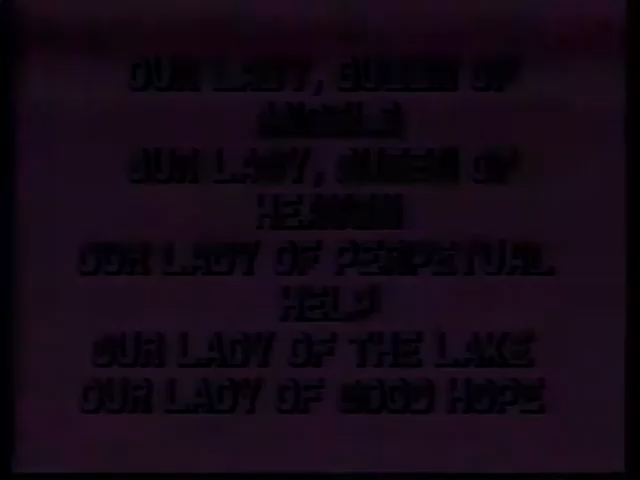 OUR LADY, QUEEN OF
ANGELS
OUR LADY, QUEEN OF
HEAVEN
OUR LADY OF PERPETUAL
HELP
OUR LADY OF THE LAKE
OUR LADY OF GOOD HOPE